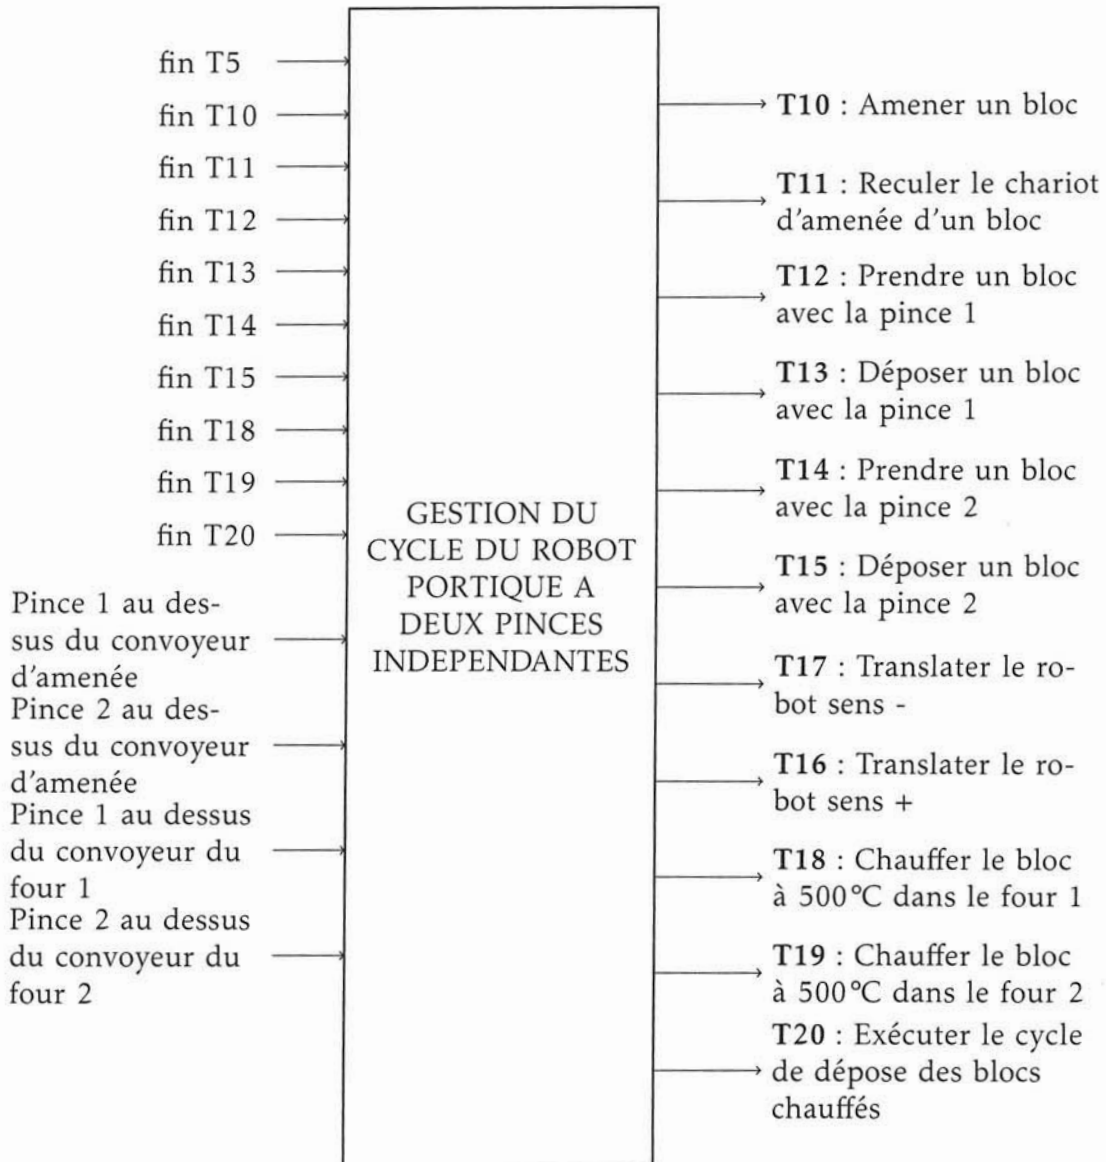 fin T5
fin T10
fin T11
fin T12
fin T13
fin T14
fin T15
fin T18
fin T19
fin T20
Pince 1 au des-
sus du convoyeur
d'amenée
Pince 2 au des-
sus du convoyeur
d'amenée
Pince 1 au dessus
du convoyeur du
four 1
Pince 2 au dessus
du convoyeur du
four 2
GESTION DU
CYCLE DU ROBOT
PORTIQUE A
DEUX PINCES
INDEPENDANTES
T10 : Amener un bloc
T11 : Reculer le chariot
d'amenée d'un bloc
T12 : Prendre un bloc
avec la pince 1
T13 : Déposer un bloc
avec la pince 1
T14 : Prendre un bloc
avec la pince 2
T15 : Déposer un bloc
avec la pince 2
T17 : Translater le ro-
bot sens -
T16 : Translater le ro-
bot sens +
T18 : Chauffer le bloc
à 500°C dans le four 1
T19 : Chauffer le bloc
à 500°C dans le four 2
T20 : Exécuter le cycle
de dépose des blocs
chauffés